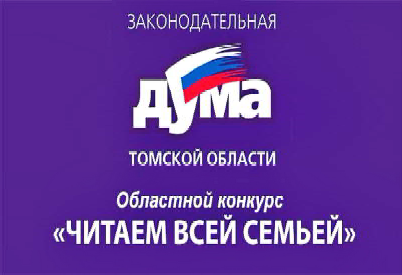 ЗАКОНОДАТЕЛЬНАЯ
дума
ТОМСКОЙ ОБЛАСТИ
Областной конкурс
«ЧИТАЕМ ВСЕЙ СЕМЬЕЙ»